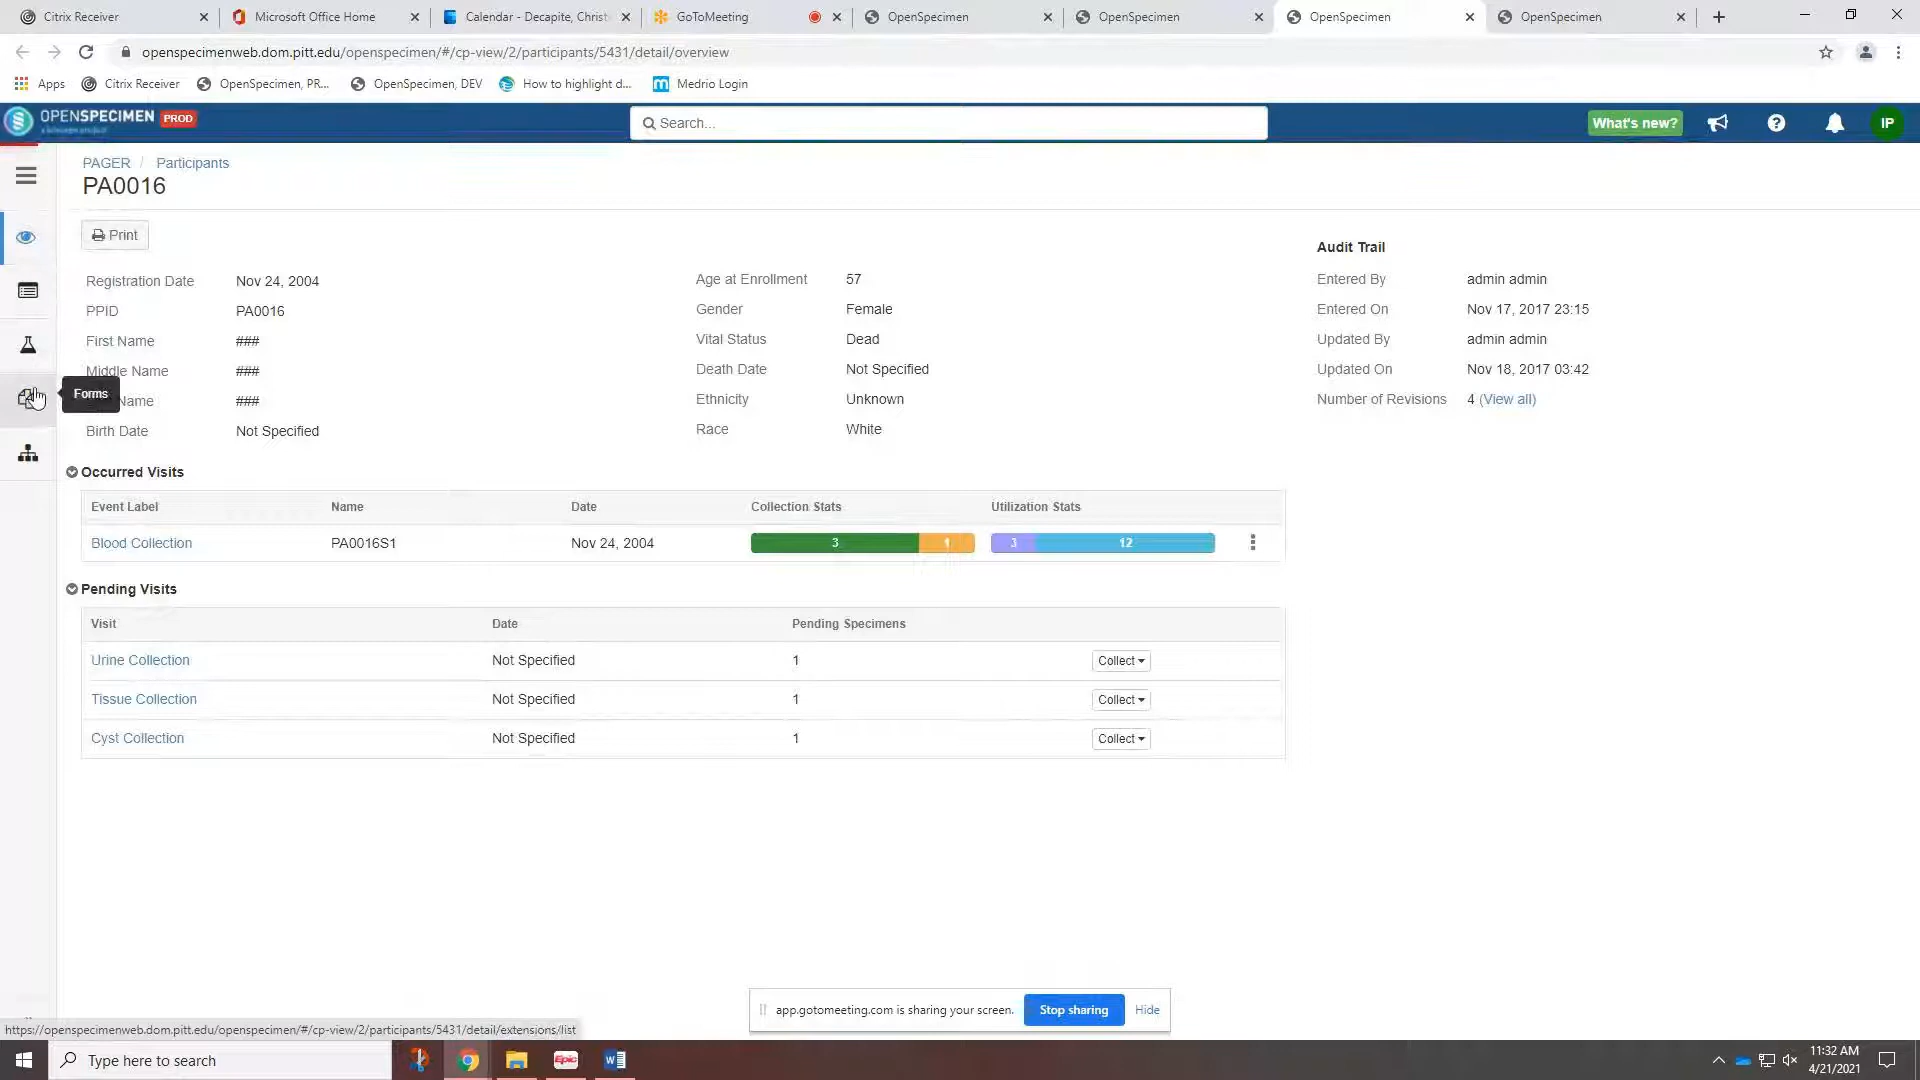 Citrix Receiver
Microsoft Office Home
Calendar - Decapite, Christ
GoToMeeting
OpenSpecimen
OpenSpecimen
OpenSpecimen
OpenSpecimen
openspecimenweb.dom.pitt.edu/openspecimen/#/cp-view/2/participants/5431/detail/overview
Apps
Citrix Receiver
OpenSpecimen, PR...
OpenSpecimen, DEV
How to highlight d...
Medrio Login
OPENSPECIMEN PROD
Search...
What's new?
IP
PAGER / Participants
PA0016
Print
Registration Date Nov 24, 2004
PPID PA0016
First Name ###
Middle Name ###
Name ###
Birth Date Not Specified
Forms
Age at Enrollment 57
Gender Female
Vital Status Dead
Death Date Not Specified
Ethnicity Unknown
Race White
Audit Trail
Entered By admin admin
Entered On Nov 17, 2017 23:15
Updated By admin admin
Updated On Nov 18, 2017 03:42
Number of Revisions 4 (View all)
Occurred Visits
Event Label Name Date Collection Stats Utilization Stats
Blood Collection PA0016S1 Nov 24, 2004 3 1 3 12
Pending Visits
Visit Date Pending Specimens
Urine Collection Not Specified 1 Collect
Tissue Collection Not Specified 1 Collect
Cyst Collection Not Specified 1 Collect
app.gotomeeting.com is sharing your screen. Stop sharing Hide
https://openspecimenweb.dom.pitt.edu/openspecimen/#/cp-view/2/participants/5431/detail/extensions/list
Type here to search
Epic
11:32 AM
4/21/2021